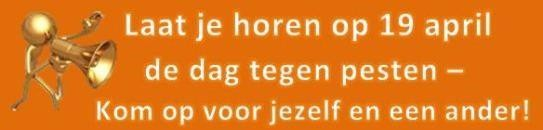 Laat je horen op 19 april
de dag tegen pesten –
Kom op voor jezelf en een ander!